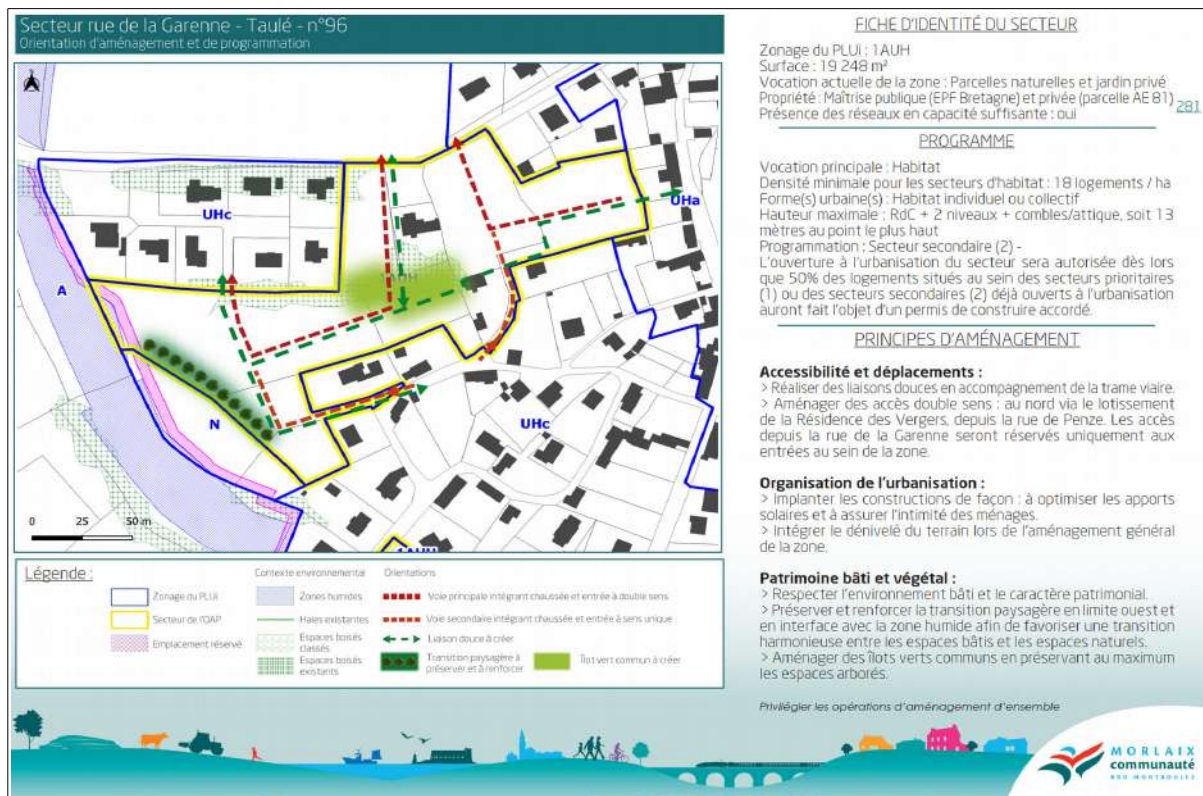 Secteur rue de la Garenne - Taulé - n°96
Orientation d'aménagement et de programmation
UHc
UHa
A
1AUH
N
UHc
1AUH
0 25 50 m
Légende :
Zonage du PLUi
Secteur de l'OAP
Emplacement réservé
Contexte environnemental
Zones humides
Haies existantes
Espaces boisés
classés
Espaces boisés
existants
Orientations
Voie principale intégrant chaussée et entrée à double sens
Voie secondaire intégrant chaussée et entrée à sens unique
Liaison douce à créer
Transition paysagère à
préserver et à renforcer
Îlot vert commun à créer
FICHE D'IDENTITÉ DU SECTEUR
Zonage du PLUi : 1AUH
Surface : 19 248 m²
Vocation actuelle de la zone : Parcelles naturelles et jardin privé
Propriété : Maîtrise publique (EPF Bretagne) et privée (parcelle AE 81)
Présence des réseaux en capacité suffisante : oui
281
PROGRAMME
Vocation principale : Habitat
Densité minimale pour les secteurs d'habitat : 18 logements / ha
Forme(s) urbaine(s) : Habitat individuel ou collectif
Hauteur maximale : RdC + 2 niveaux + combles/attique, soit 13
mètres au point le plus haut
Programmation : Secteur secondaire (2) -
L'ouverture à l'urbanisation du secteur sera autorisée dès lors
que 50% des logements situés au sein des secteurs prioritaires
(1) ou des secteurs secondaires (2) déjà ouverts à l'urbanisation
auront fait l'objet d'un permis de construire accordé.
PRINCIPES D'AMÉNAGEMENT
Accessibilité et déplacements :
> Réaliser des liaisons douces en accompagnement de la trame viaire.
> Aménager des accès double sens : au nord via le lotissement
de la Résidence des Vergers, depuis la rue de Penze. Les accès
depuis la rue de la Garenne seront réservés uniquement aux
entrées au sein de la zone.
Organisation de l'urbanisation :
> Implanter les constructions de façon : à optimiser les apports
solaires et à assurer l'intimité des ménages.
> Intégrer le dénivelé du terrain lors de l'aménagement général
de la zone.
Patrimoine bâti et végétal :
> Respecter l'environnement bâti et le caractère patrimonial.
> Préserver et renforcer la transition paysagère en limite ouest et
en interface avec la zone humide afin de favoriser une transition
harmonieuse entre les espaces bâtis et les espaces naturels.
> Aménager des îlots verts communs en préservant au maximum
les espaces arborés.
Privilégier les opérations d'aménagement d'ensemble
MORLAIX
communauté
BRO MONTROULEZ